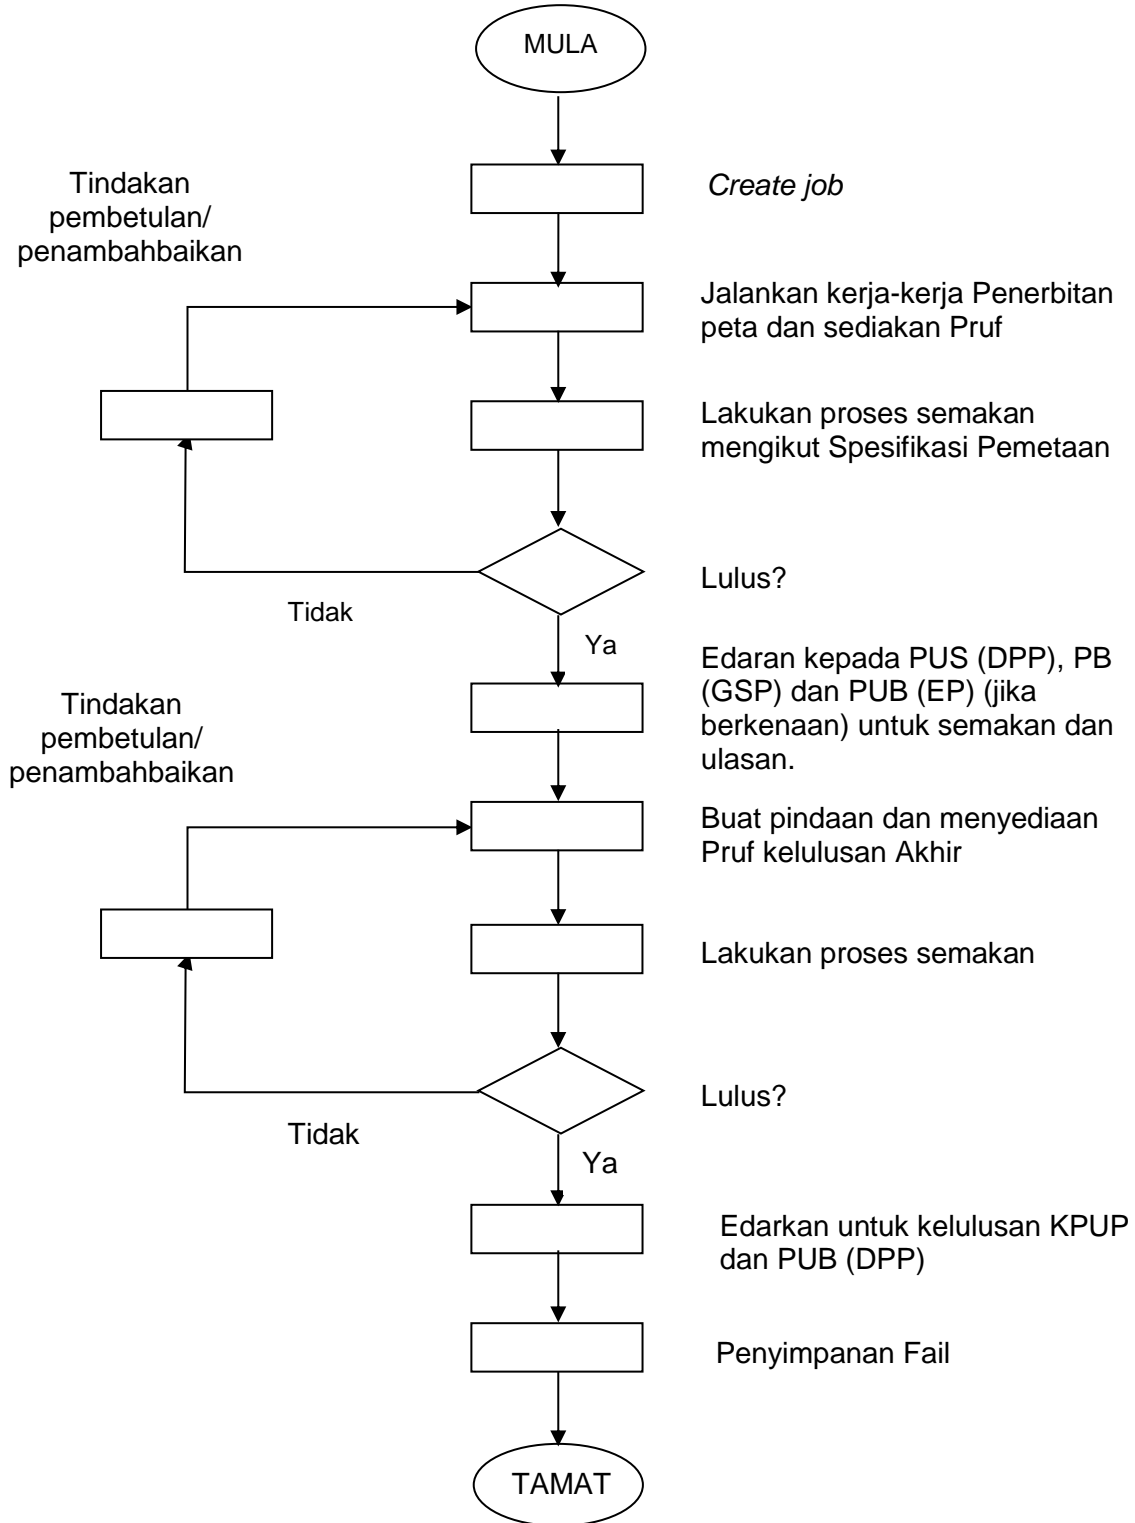 MULA
Create job
Tindakan
pembetulan/
penambahbaikan
Jalankan kerja-kerja Penerbitan
peta dan sediakan Pruf
Lakukan proses semakan
mengikut Spesifikasi Pemetaan
Lulus?
Tidak
Ya
Edaran kepada PUS (DPP), PB
(GSP) dan PUB (EP) (jika
berkenaan) untuk semakan dan
ulasan.
Tindakan
pembetulan/
penambahbaikan
Buat pindaan dan menyediaan
Pruf kelulusan Akhir
Lakukan proses semakan
Lulus?
Tidak
Ya
Edarkan untuk kelulusan KPUP
dan PUB (DPP)
Penyimpanan Fail
TAMAT